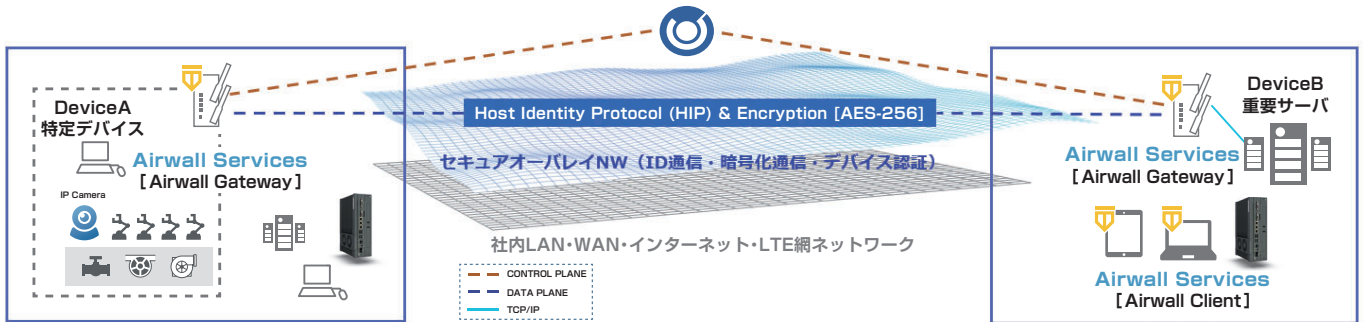 DeviceA
特定デバイス
Airwall Services
[Airwall Gateway]
IP Camera
Host Identity Protocol (HIP) & Encryption [AES-256]
セキュアオーバレイNW（ID通信・暗号化通信・デバイス認証）
社内LAN・WAN・インターネット・LTE網ネットワーク
CONTROL PLANE
DATA PLANE
TCP/IP
DeviceB
重要サーバ
Airwall Services
[Airwall Gateway]
Airwall Services
[Airwall Client]